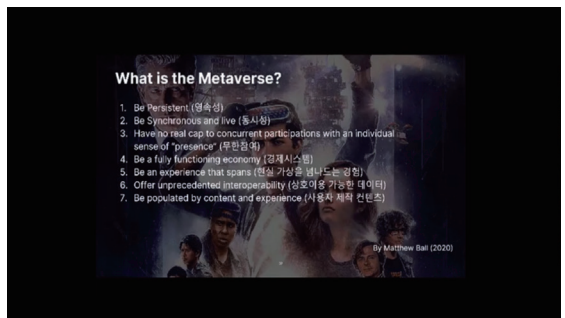 What is the Metaverse?
1. Be Persistent (영속성)
2. Be Synchronous and live (동시성)
3. Have no real cap to concurrent participations with an individual
sense of "presence" (무한참여)
4. Be a fully functioning economy (경제시스템)
5. Be an experience that spans (현실 가상을 넘나드는 경험)
6. Offer unprecedented interoperability (상호이용 가능한 데이터)
7. Be populated by content and experience (사용자 제작 컨텐츠)
By Matthew Ball (2020)